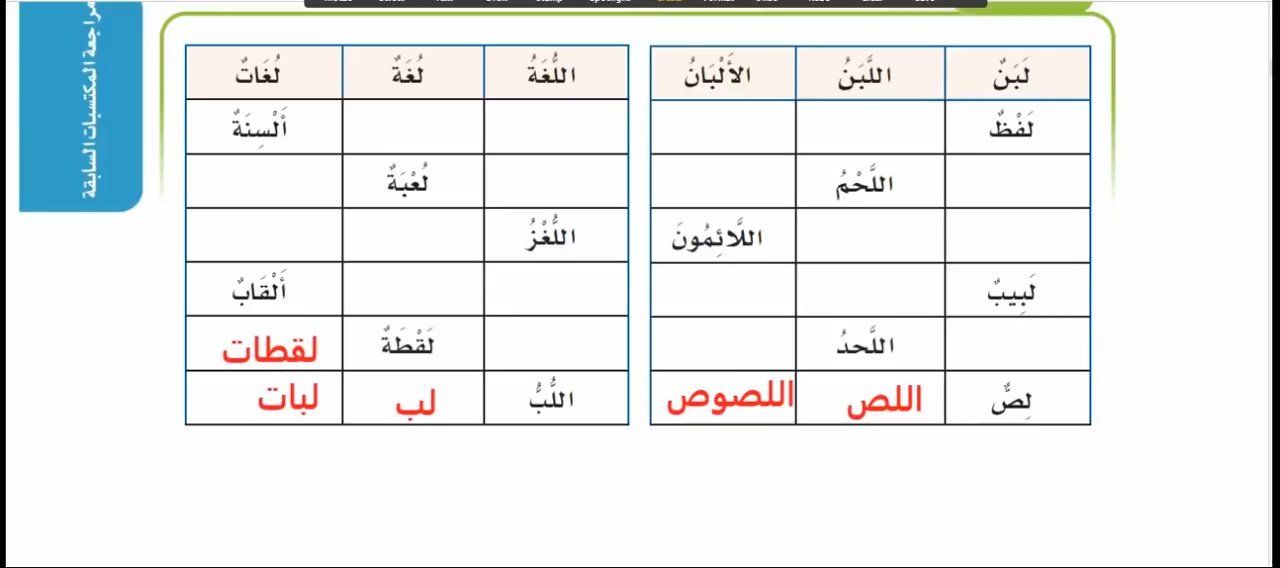 مراجعة المكتسبات السابقة
لَبَنٌ اللَّبَنُ الأَلْبَانُ
لَفْظٌ
اللَّحْمُ
اللَّائِمُونَ
لَبِيبٌ
اللَّحدُ
لِصٌّ اللص اللصوص
اللُّغَةُ لُغَةٌ لُغَاتٌ
أَلْسِنَةٌ
لُعْبَةٌ
اللُّغْزُ
أَلْقَابٌ
لَقْطَةٌ لقطات
اللُّبُّ لب لبات